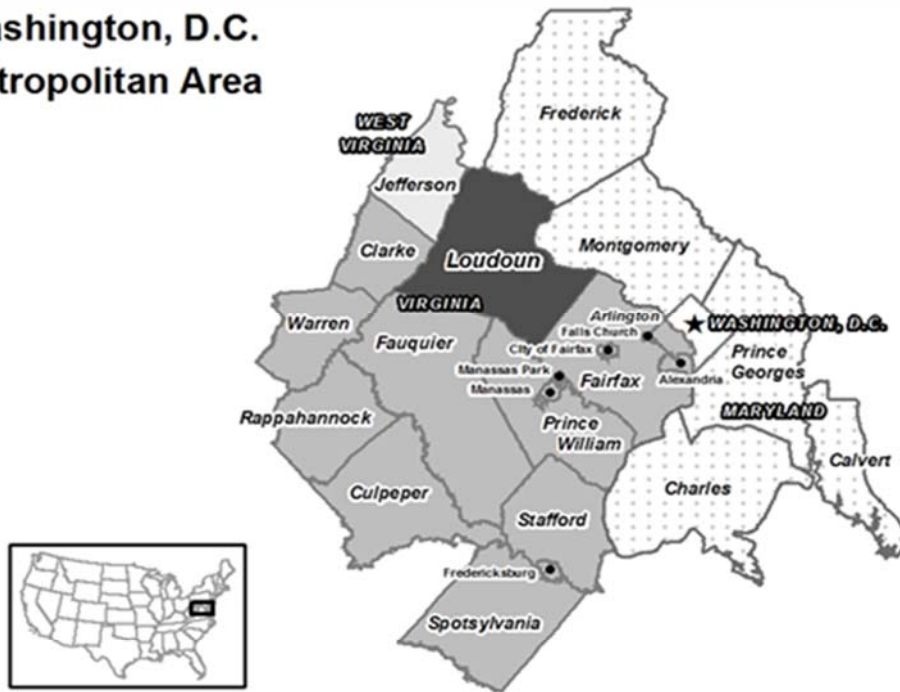 ashington, D.C.
tropolitan Area
Frederick
WEST
VIRGINIA
Jefferson
Clarke
Loudoun
Montgomery
VIRGINIA
Warren
Fauquier
Arlington
Falls Church
City of Fairfax
WASHINGTON, D.C.
Prince
Georges
Manassas Park
Manassas
Fairfax
Alexandria
MARYLAND
Rappahannock
Prince
William
Calvert
Culpeper
Charles
Stafford
Fredericksburg
Spotsylvania